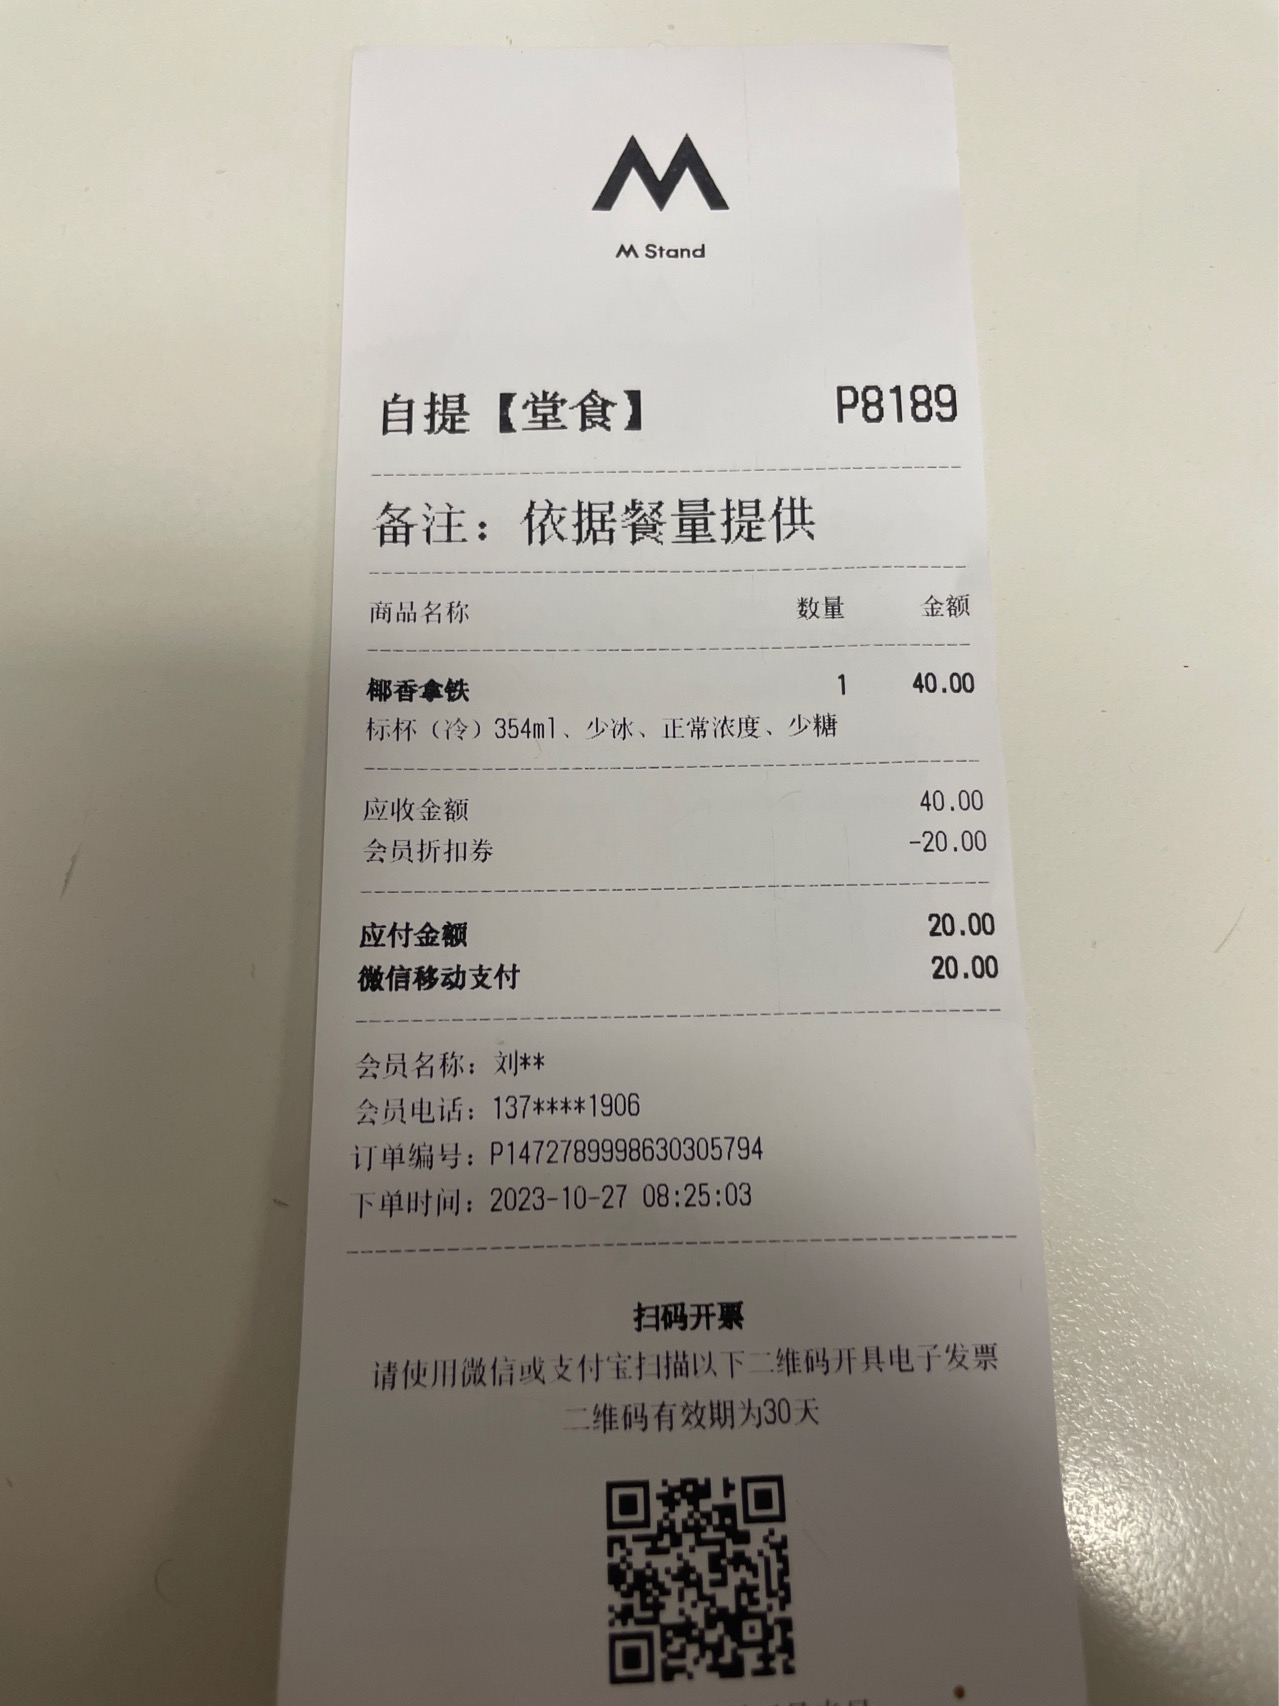 M Stand
自提【堂食】 P8189
备注：依据餐量提供
商品名称 数量 金额
椰香拿铁 1 40.00
标杯（冷）354ml、少冰、正常浓度、少糖
应收金额 40.00
会员折扣券 -20.00
应付金额 20.00
微信移动支付 20.00
会员名称：刘**
会员电话：137****1906
订单编号：P1472789998630305794
下单时间：2023-10-27 08:25:03
扫码开票
请使用微信或支付宝扫描以下二维码开具电子发票
二维码有效期为30天